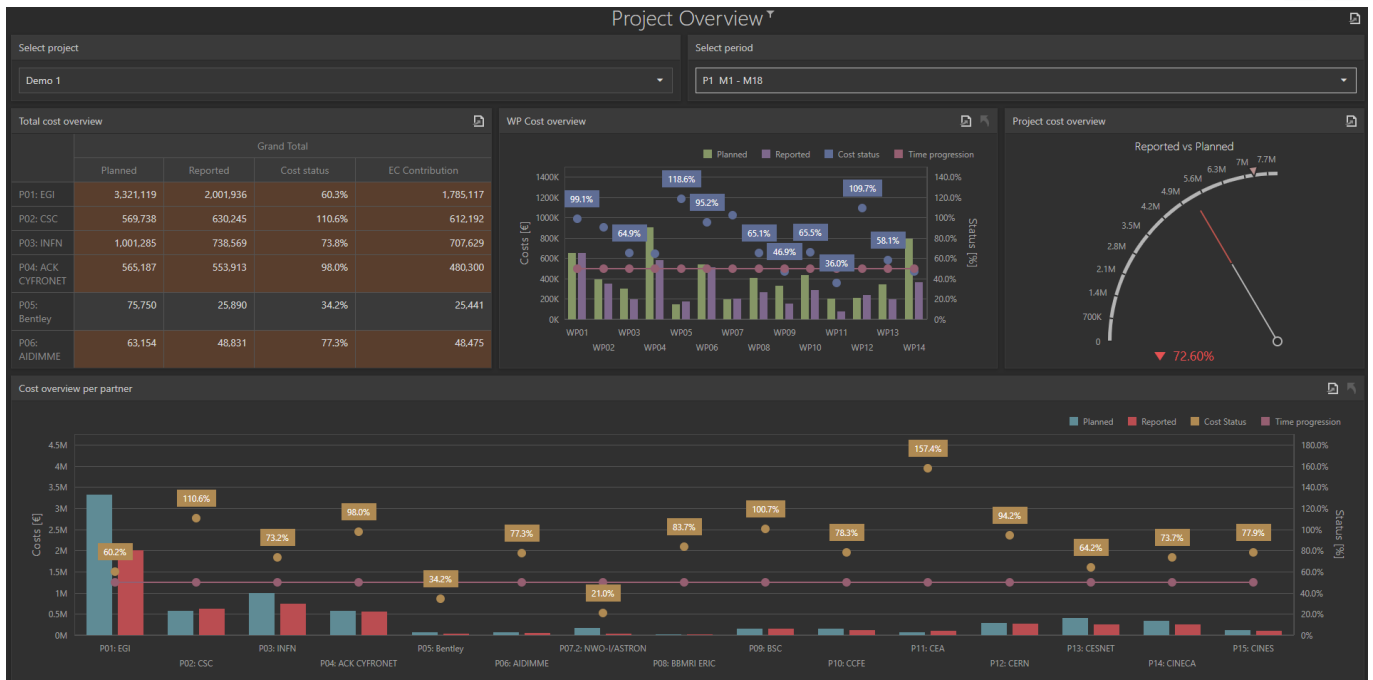 Project Overview
Select project
Select period
Demo 1
P1 M1 - M18
Total cost overview
Grand Total
Planned Reported Cost status EC Contribution
P01: EGI 3,321,119 2,001,936 60.3% 1,785,117
P02: CSC 569,738 630,245 110.6% 612,192
P03: INFN 1,001,285 738,569 73.8% 707,629
P04: ACK
CYFRONET 565,187 553,913 98.0% 480,300
P05:
Bentley 75,750 25,890 34.2% 25,441
P06:
AIDIMME 63,154 48,831 77.3% 48,475
WP Cost overview
Planned Reported Cost status Time progression
Costs [€]
1400K
1200K
1000K
800K
600K
400K
200K
0K
99.1%
64.9%
118.6%
95.2%
65.1%
46.9%
65.5%
36.0%
109.7%
58.1%
140.0%
120.0%
100%
80.0%
60.0%
40.0%
20.0%
0%
Status [%]
WP01 WP03 WP05 WP07 WP09 WP11 WP13
WP02 WP04 WP06 WP08 WP10 WP12 WP14
Project cost overview
Reported vs Planned
0
700K
1.4M
2.1M
2.8M
3.5M
4.2M
4.9M
5.6M
6.3M
7M
7.7M
72.60%
Cost overview per partner
Planned Reported Cost Status Time progression
Costs [€]
4.5M
4M
3.5M
3M
2.5M
2M
1.5M
1M
0.5M
0M
60.2%
110.6%
73.2%
98.0%
34.2%
77.3%
21.0%
83.7%
100.7%
78.3%
157.4%
94.2%
64.2%
73.7%
77.9%
180.0%
160.0%
140.0%
120.0%
100%
80.0%
60.0%
40.0%
20.0%
0%
Status [%]
P01: EGI P03: INFN P05: Bentley P07.2: NWO-I/ASTRON P09: BSC P11: CEA P13: CESNET P15: CINES
P02: CSC P04: ACK CYFRONET P06: AIDIMME P08: BBMRI ERIC P10: CCFE P12: CERN P14: CINECA